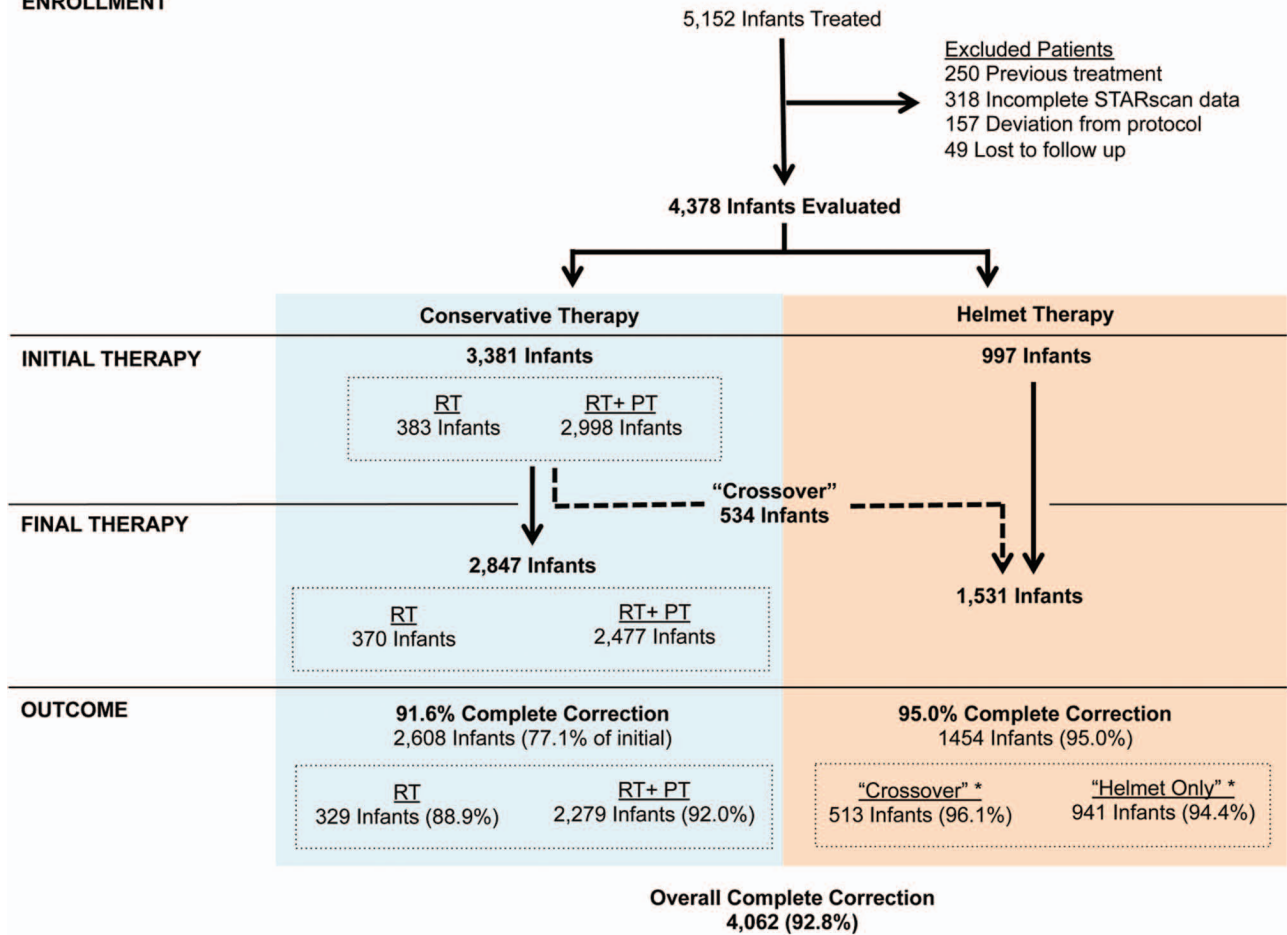 ENROLLMENT
5,152 Infants Treated
Excluded Patients
250 Previous treatment
318 Incomplete STARscan data
157 Deviation from protocol
49 Lost to follow up
4,378 Infants Evaluated
Conservative Therapy
Helmet Therapy
INITIAL THERAPY
3,381 Infants
997 Infants
RT
RT+ PT
383 Infants
2,998 Infants
"Crossover"
534 Infants
FINAL THERAPY
2,847 Infants
1,531 Infants
RT
RT+ PT
370 Infants
2,477 Infants
OUTCOME
91.6% Complete Correction
2,608 Infants (77.1% of initial)
95.0% Complete Correction
1454 Infants (95.0%)
RT
RT+ PT
329 Infants (88.9%)
2,279 Infants (92.0%)
"Crossover" *
"Helmet Only" *
513 Infants (96.1%)
941 Infants (94.4%)
Overall Complete Correction
4,062 (92.8%)